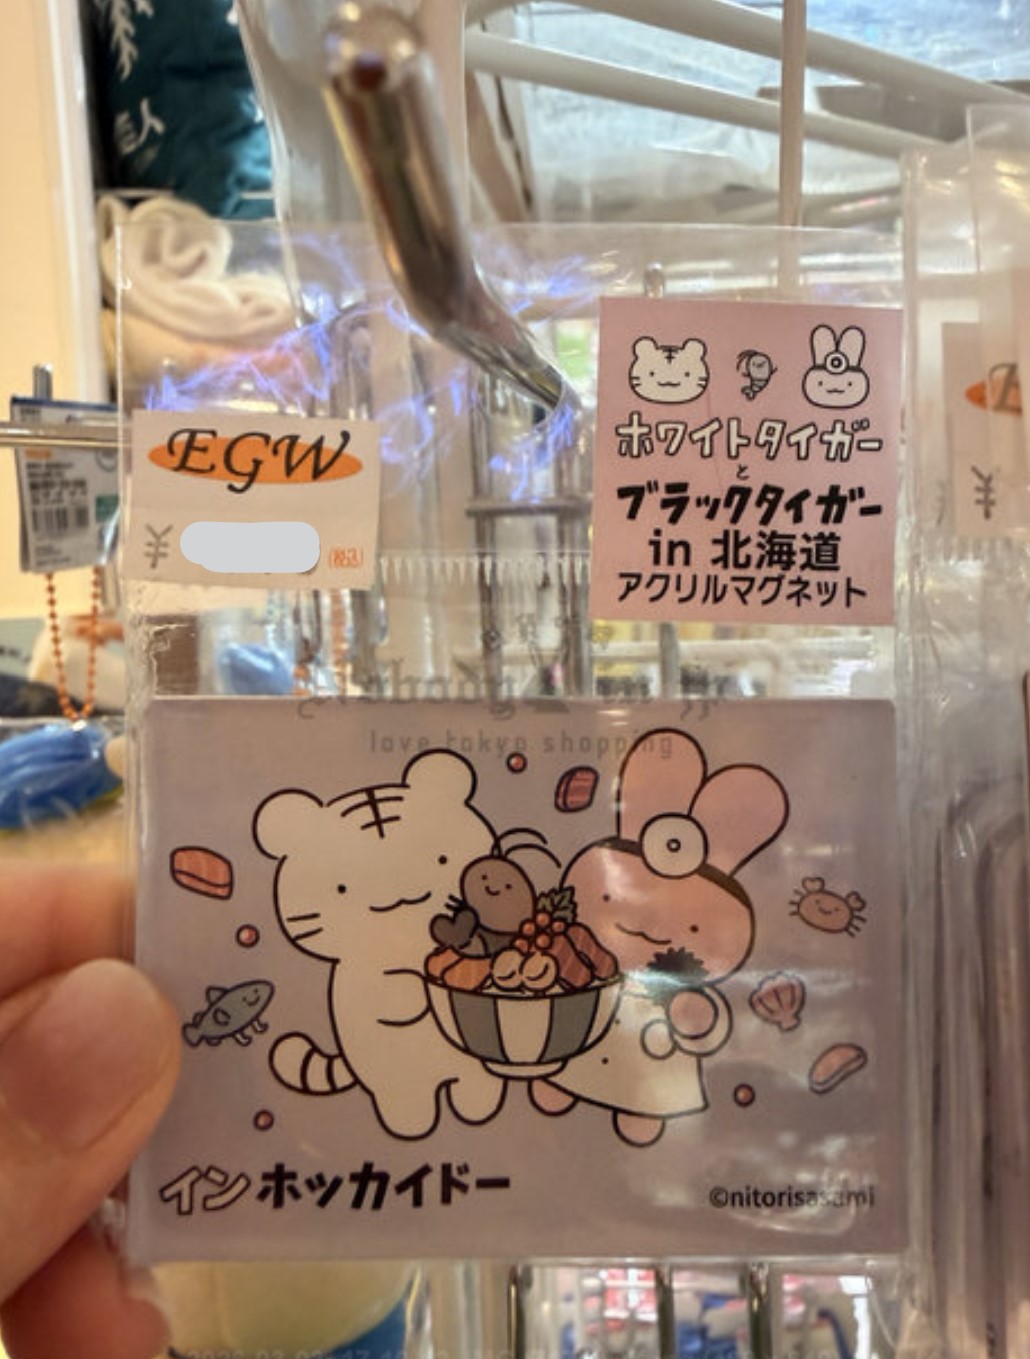 EGW
¥
(税込)
ホワイトタイガー
と
ブラックタイガー
in 北海道
アクリルマグネット
love tokyo shopping
イン ホッカイドー
©nitorisasami
¥